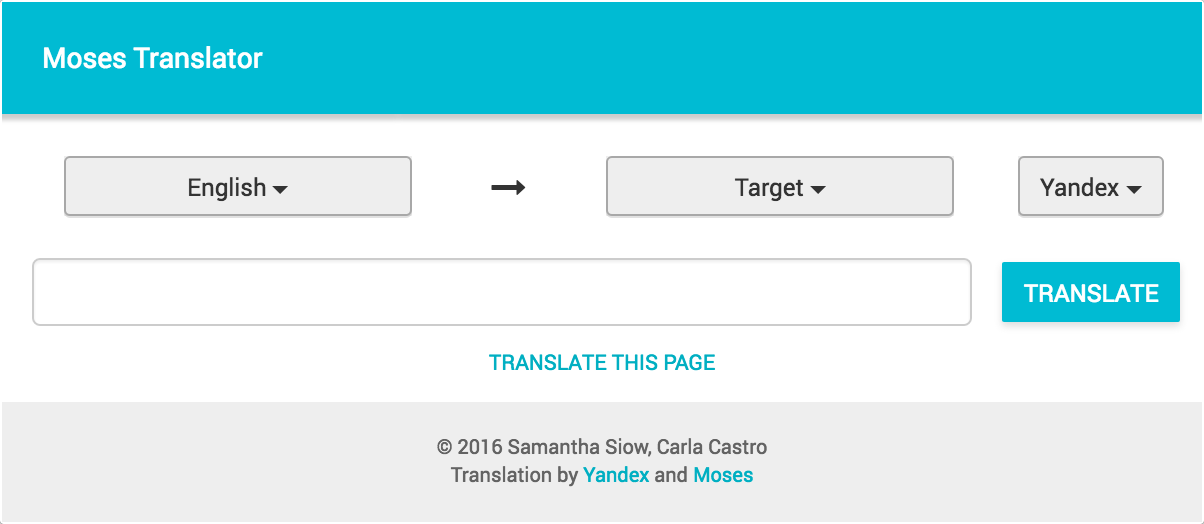 Moses Translator
English
Target
Yandex
TRANSLATE
TRANSLATE THIS PAGE
© 2016 Samantha Siow, Carla Castro
Translation by Yandex and Moses